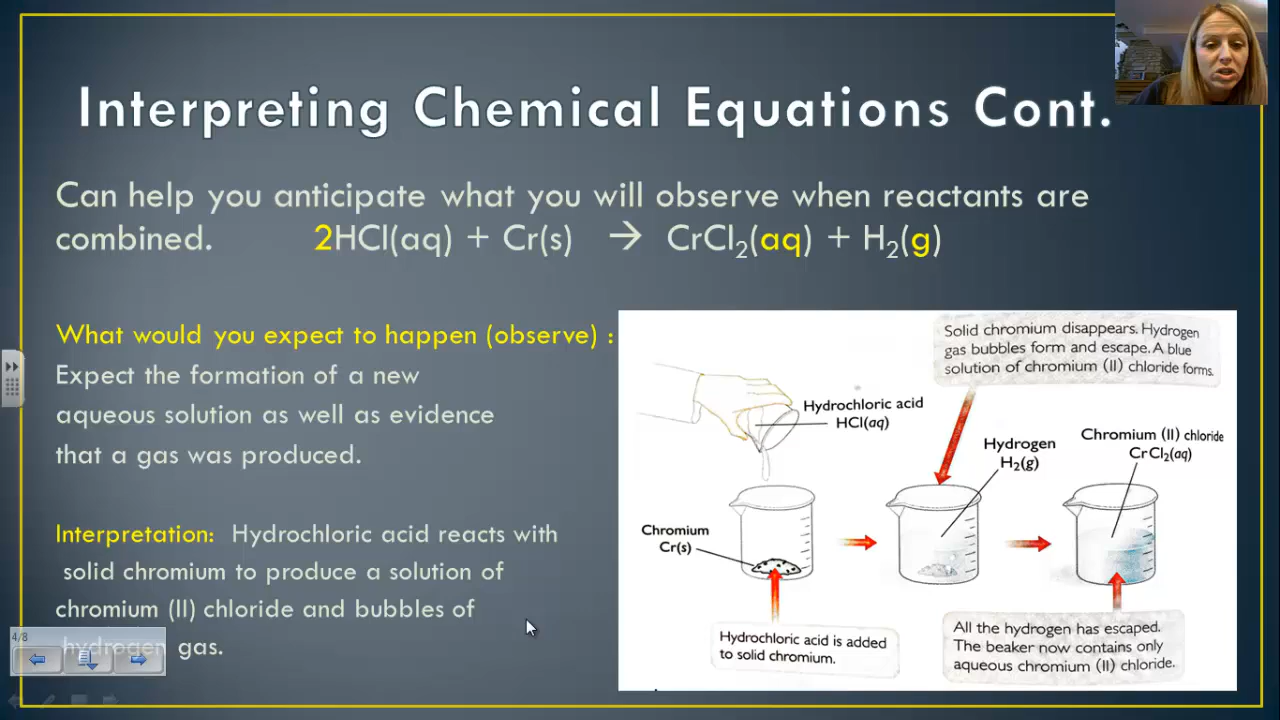 Interpreting Chemical Equations Cont.
Can help you anticipate what you will observe when reactants are
combined. 2HCl(aq) + Cr(s) → CrCl₂(aq) + H₂(g)
What would you expect to happen (observe) :
Expect the formation of a new
aqueous solution as well as evidence
that a gas was produced.
Interpretation: Hydrochloric acid reacts with
solid chromium to produce a solution of
chromium (II) chloride and bubbles of
hydrogen gas.
4/8
Solid chromium disappears. Hydrogen
gas bubbles form and escape. A blue
solution of chromium (II) chloride forms.
Hydrochloric acid
HCl(aq)
Hydrogen
H₂(g)
Chromium (II) chloride
CrCl₂(aq)
Chromium
Cr(s)
Hydrochloric acid is added
to solid chromium.
All the hydrogen has escaped.
The beaker now contains only
aqueous chromium (II) chloride.